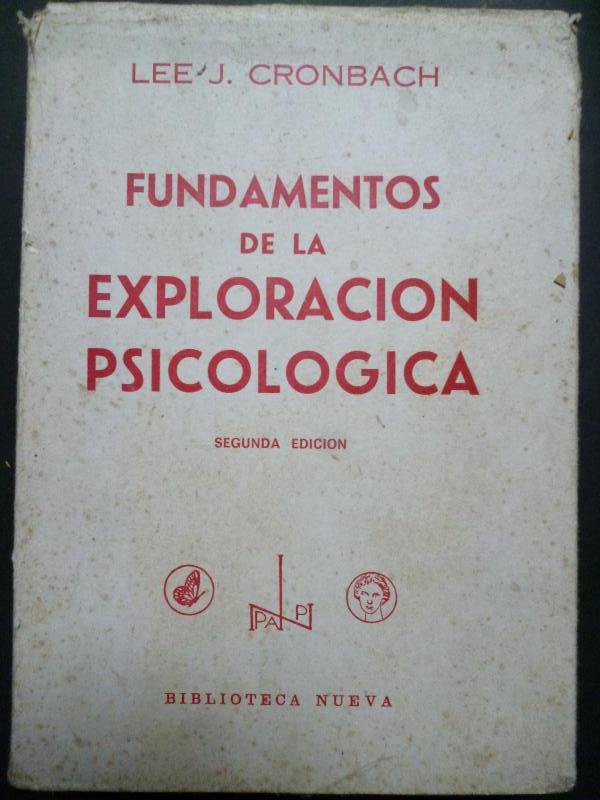 LEE J. CRONBACH
FUNDAMENTOS
DE LA
EXPLORACION
PSICOLOGICA
SEGUNDA EDICION
BIBLIOTECA NUEVA